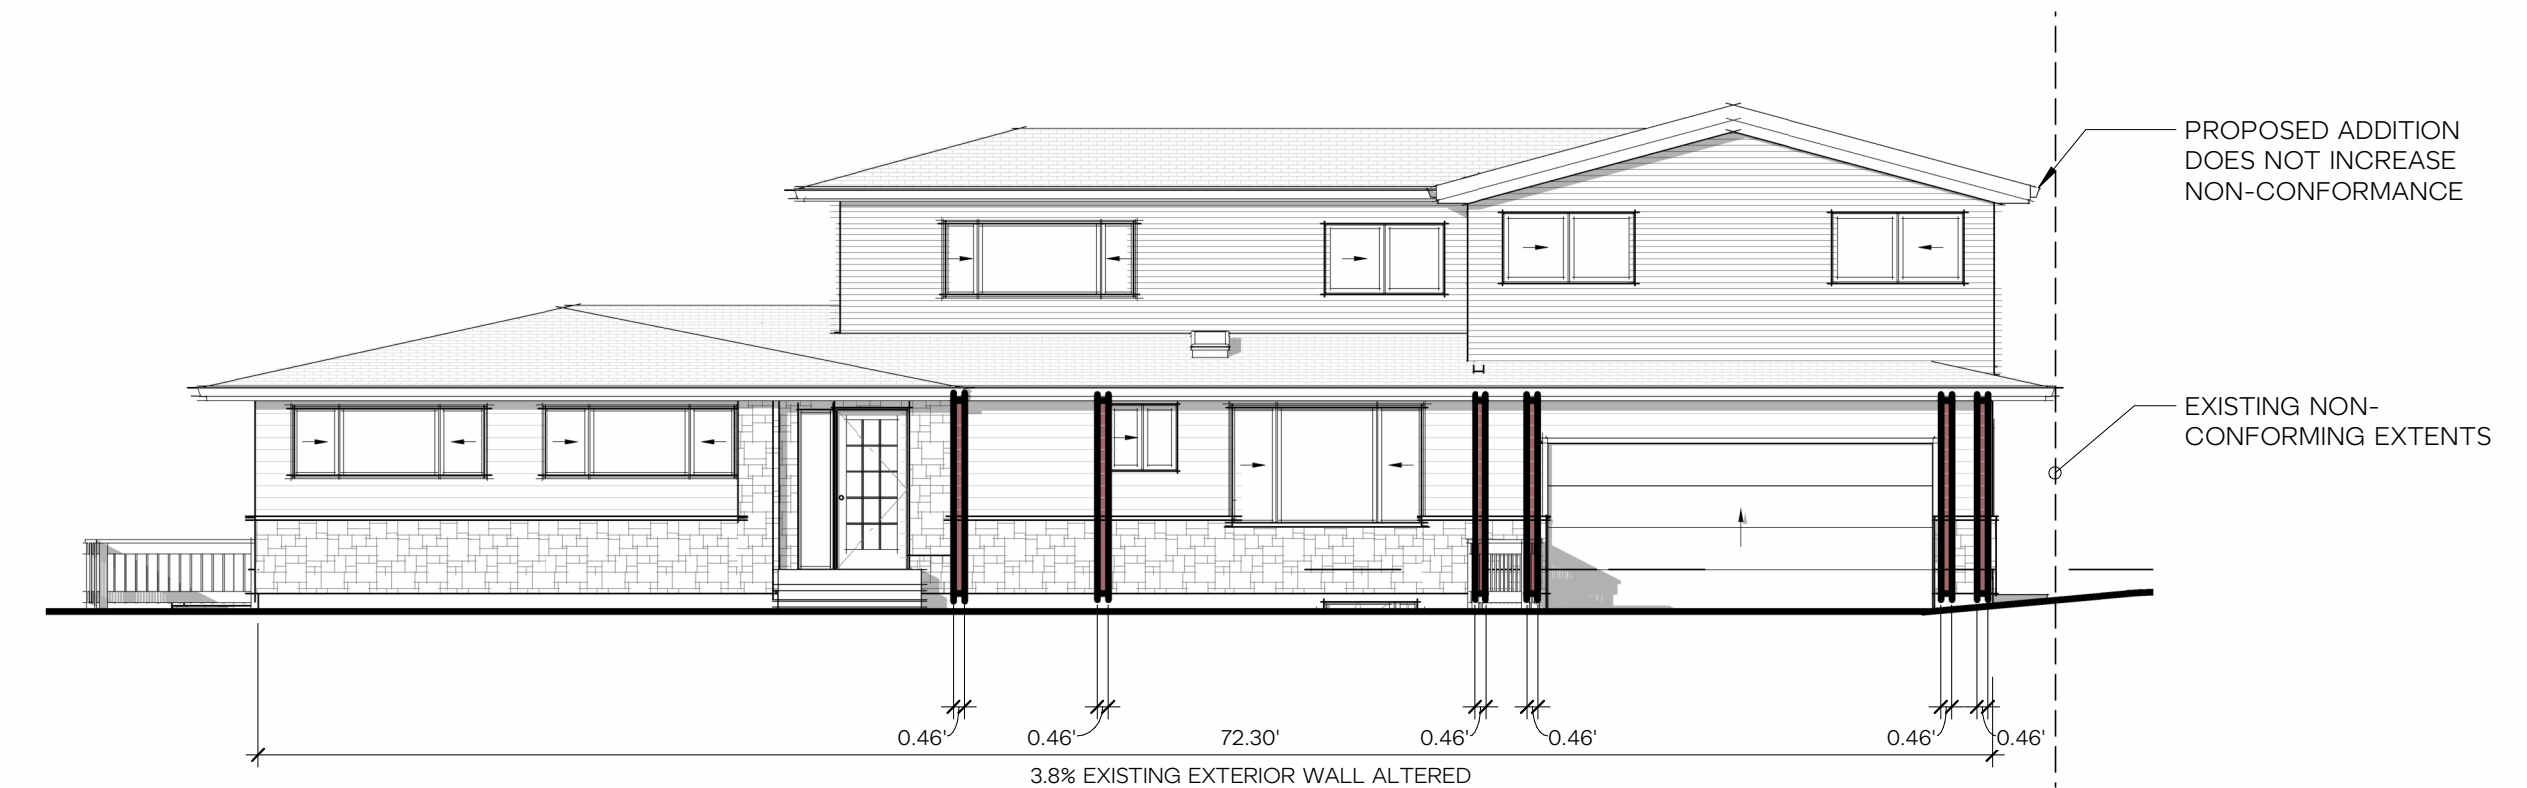 PROPOSED ADDITION
DOES NOT INCREASE
NON-CONFORMANCE
EXISTING NON-
CONFORMING EXTENTS
0.46' 0.46' 72.30' 0.46' 0.46' 0.46' 0.46'
3.8% EXISTING EXTERIOR WALL ALTERED